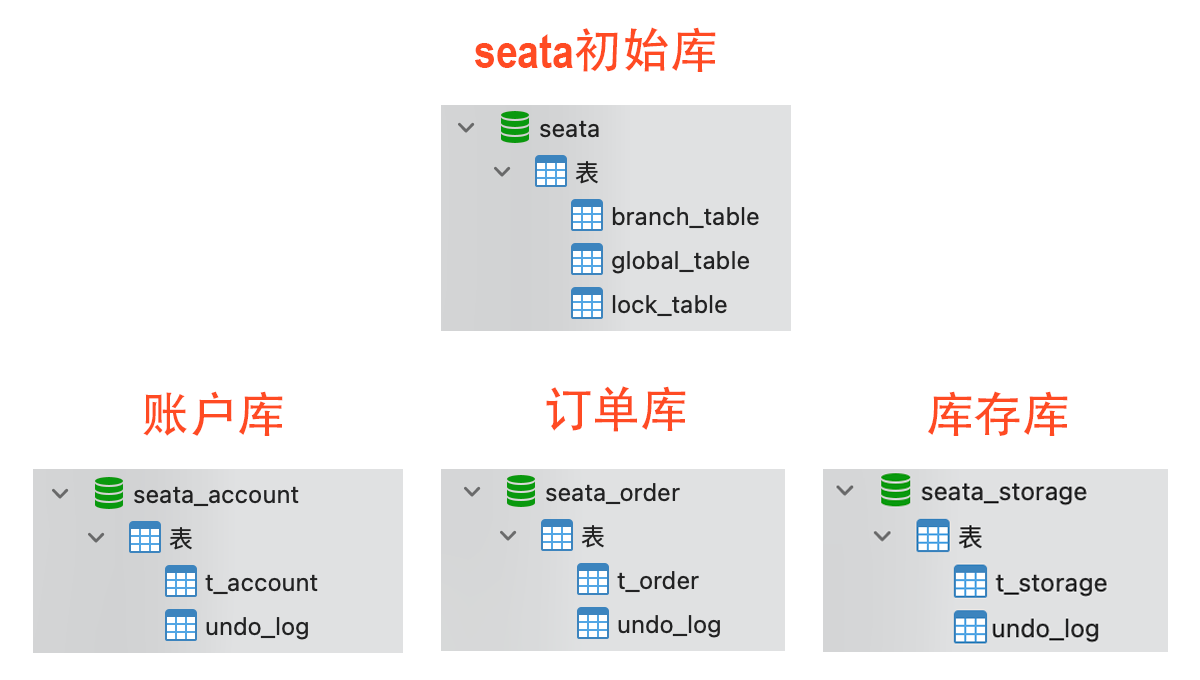 seata初始库
seata
表
branch_table
global_table
lock_table
账户库
seata_account
表
t_account
undo_log
订单库
seata_order
表
t_order
undo_log
库存库
seata_storage
表
t_storage
undo_log